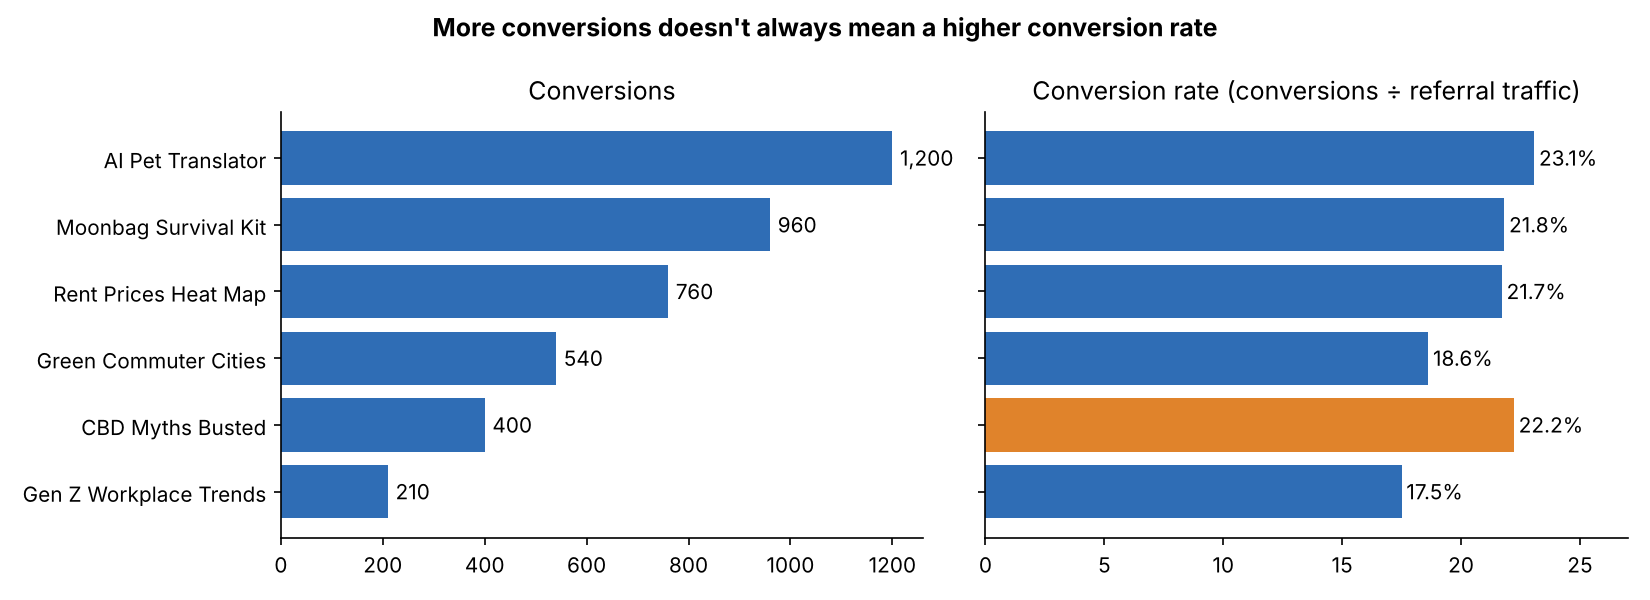 More conversions doesn't always mean a higher conversion rate
Conversions
AI Pet Translator
1,200
Moonbag Survival Kit
960
Rent Prices Heat Map
760
Green Commuter Cities
540
CBD Myths Busted
400
Gen Z Workplace Trends
210
0 200 400 600 800 1000 1200
Conversion rate (conversions ÷ referral traffic)
23.1%
21.8%
21.7%
18.6%
22.2%
17.5%
0 5 10 15 20 25